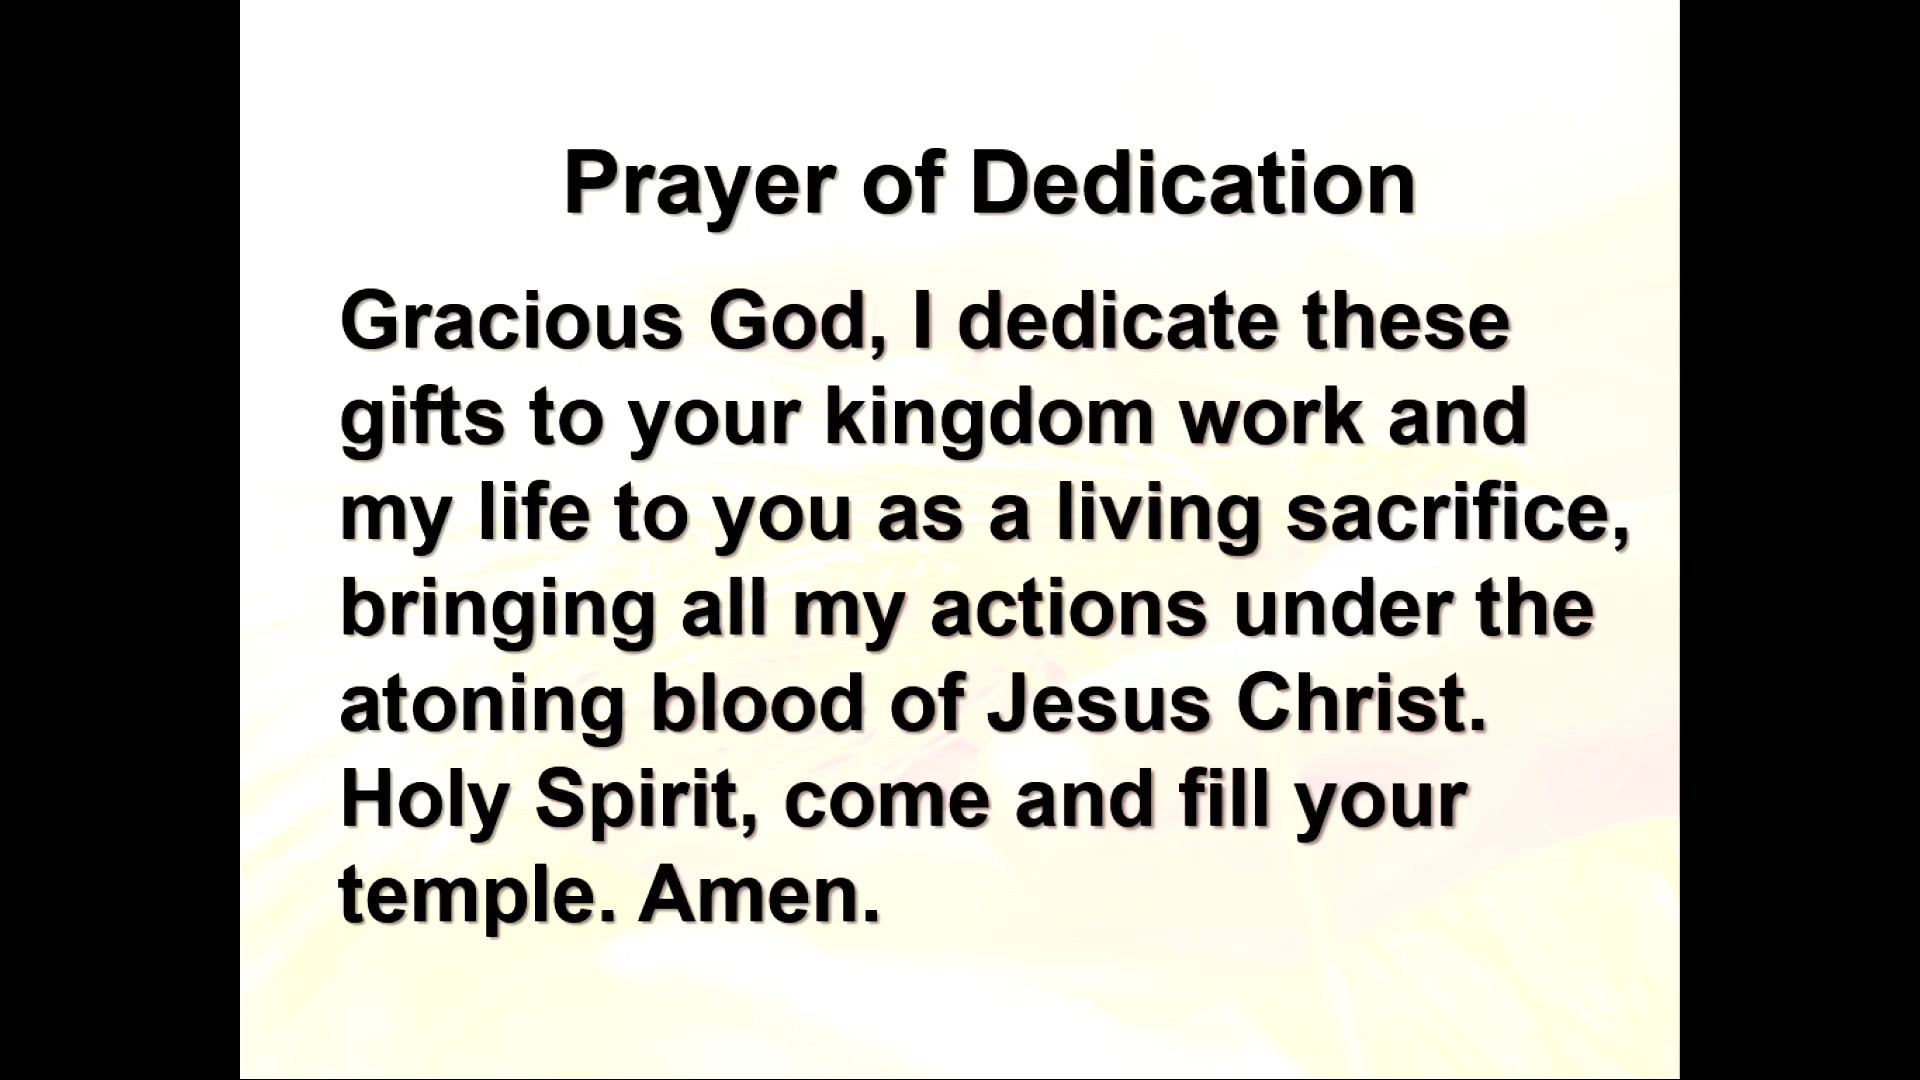 Prayer of Dedication
Gracious God, I dedicate these
gifts to your kingdom work and
my life to you as a living sacrifice,
bringing all my actions under the
atoning blood of Jesus Christ.
Holy Spirit, come and fill your
temple. Amen.